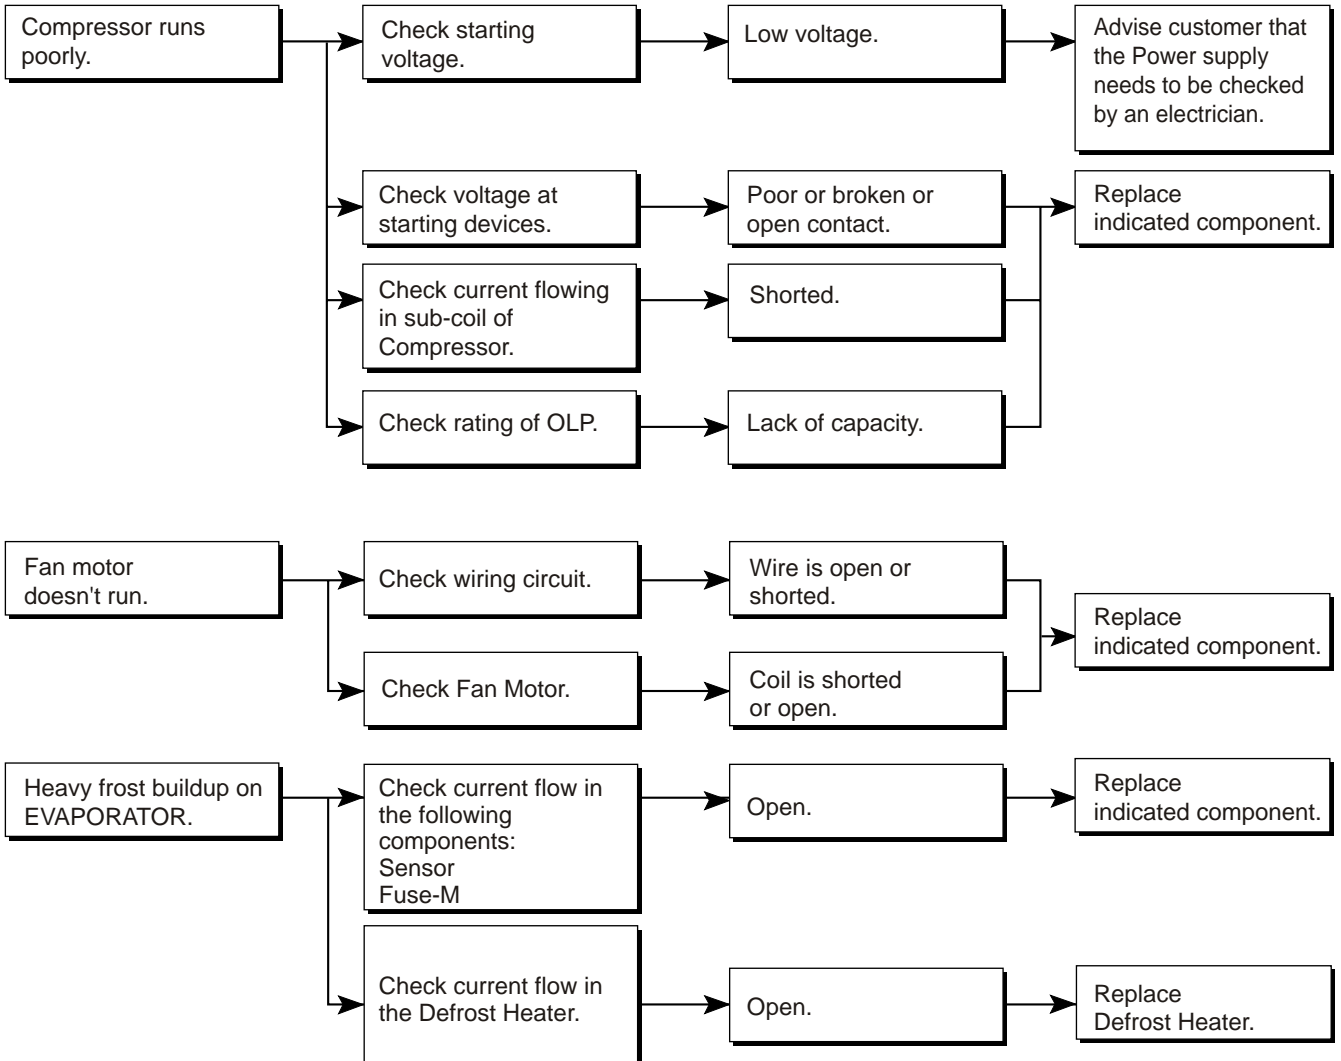 Compressor runs
poorly.
Check starting
voltage.
Low voltage.
Advise customer that
the Power supply
needs to be checked
by an electrician.
Check voltage at
starting devices.
Poor or broken or
open contact.
Replace
indicated component.
Check current flowing
in sub-coil of
Compressor.
Shorted.
Check rating of OLP.
Lack of capacity.
Fan motor
doesn't run.
Check wiring circuit.
Wire is open or
shorted.
Replace
indicated component.
Check Fan Motor.
Coil is shorted
or open.
Heavy frost buildup on
EVAPORATOR.
Check current flow in
the following
components:
Sensor
Fuse-M
Open.
Replace
indicated component.
Check current flow in
the Defrost Heater.
Open.
Replace
Defrost Heater.